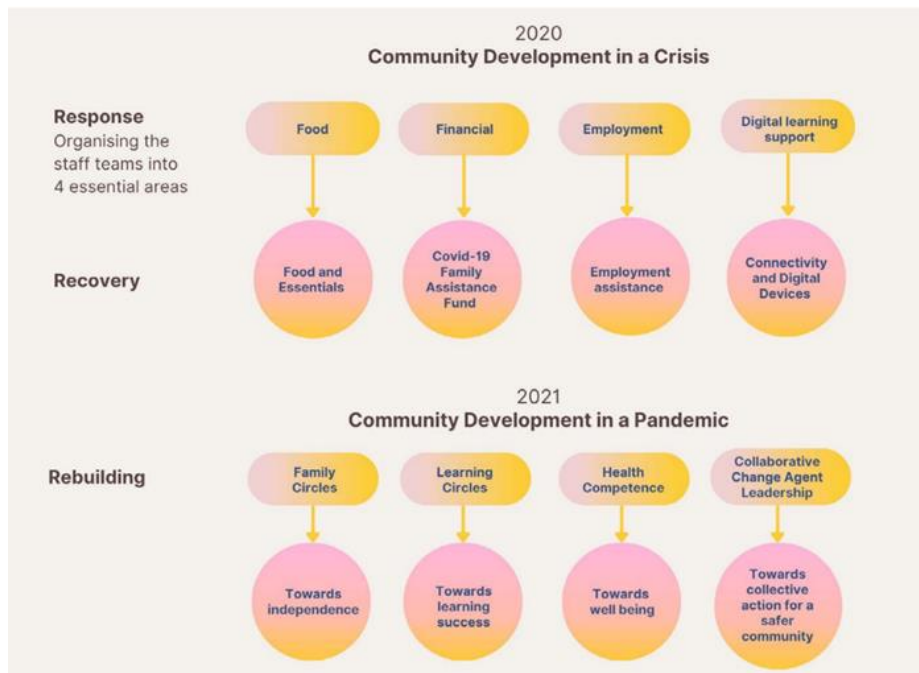 2020
Community Development in a Crisis
Response
Organising the
staff teams into
4 essential areas
Food
Financial
Employment
Digital learning
support
Recovery
Food and
Essentials
Covid-19
Family
Assistance
Fund
Employment
assistance
Connectivity
and Digital
Devices
2021
Community Development in a Pandemic
Rebuilding
Family
Circles
Learning
Circles
Health
Competence
Collaborative
Change Agent
Leadership
Towards
independence
Towards
learning
success
Towards
well being
Towards
collective
action for a
safer
community